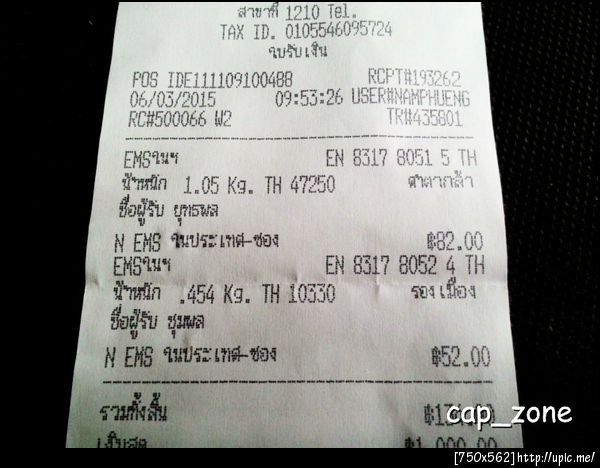 สาขาที่ 1210 Tel.
TAX ID. 0105546095724
ใบรับเงิน
POS IDE111109100488 RCPT#193262
06/03/2015 09:53:26 USER#NAMPHUENG
RC#500066 W2 TR#435801
EMSในฯ EN 8317 8051 5 TH
น้ำหนัก 1.05 Kg. TH 47250 ตาลากล้า
ชื่อผู้รับ ยุทธพล
N EMS ในประเทศ-ซอง ฿82.00
EMSในฯ EN 8317 8052 4 TH
น้ำหนัก .454 Kg. TH 10330 รองเมือง
ชื่อผู้รับ ชุมพล
N EMS ในประเทศ-ซอง ฿52.00
รวมทั้งสิ้น
cap_zone
เงินสด ฿1,000.00
[750x562]http://upic.me/